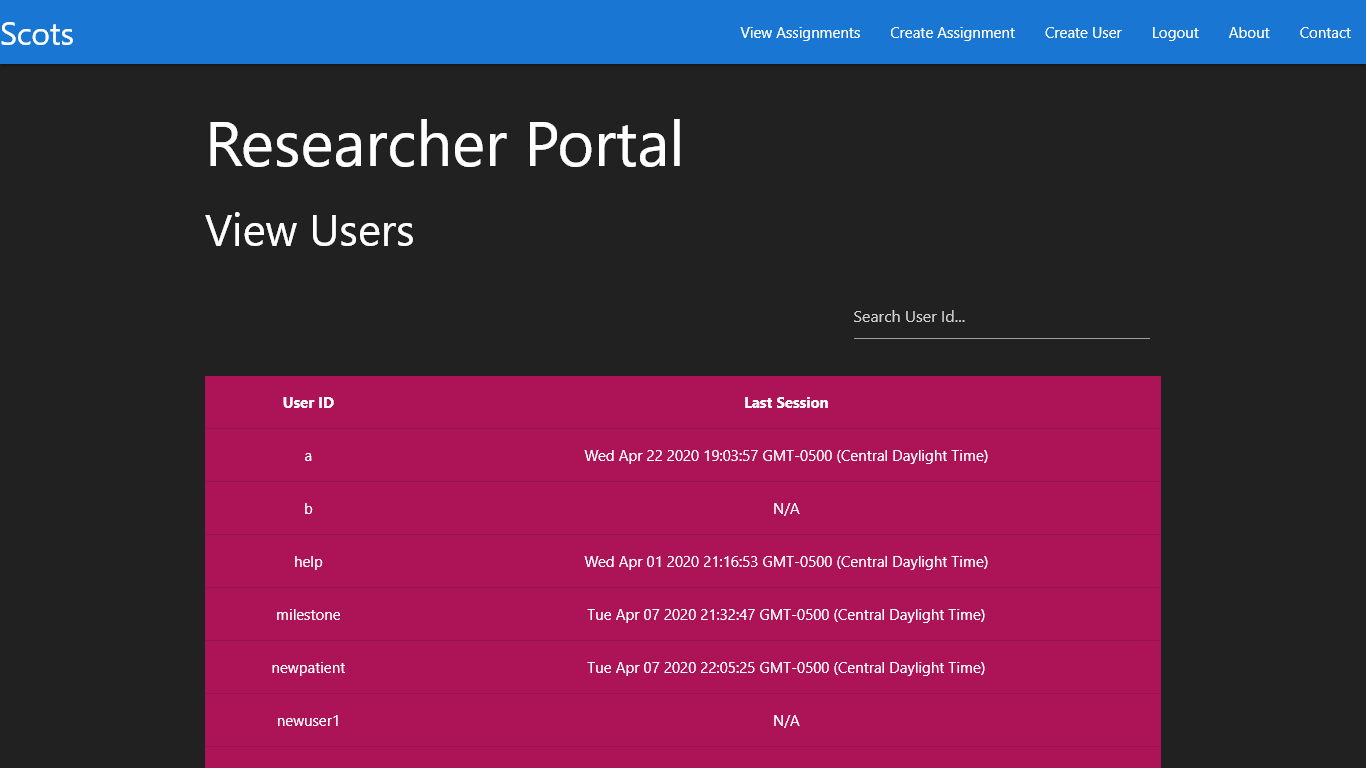 Scots
View Assignments Create Assignment Create User Logout About Contact
Researcher Portal
View Users
Search User Id...
User ID Last Session
a Wed Apr 22 2020 19:03:57 GMT-0500 (Central Daylight Time)
b N/A
help Wed Apr 01 2020 21:16:53 GMT-0500 (Central Daylight Time)
milestone Tue Apr 07 2020 21:32:47 GMT-0500 (Central Daylight Time)
newpatient Tue Apr 07 2020 22:05:25 GMT-0500 (Central Daylight Time)
newuser1 N/A